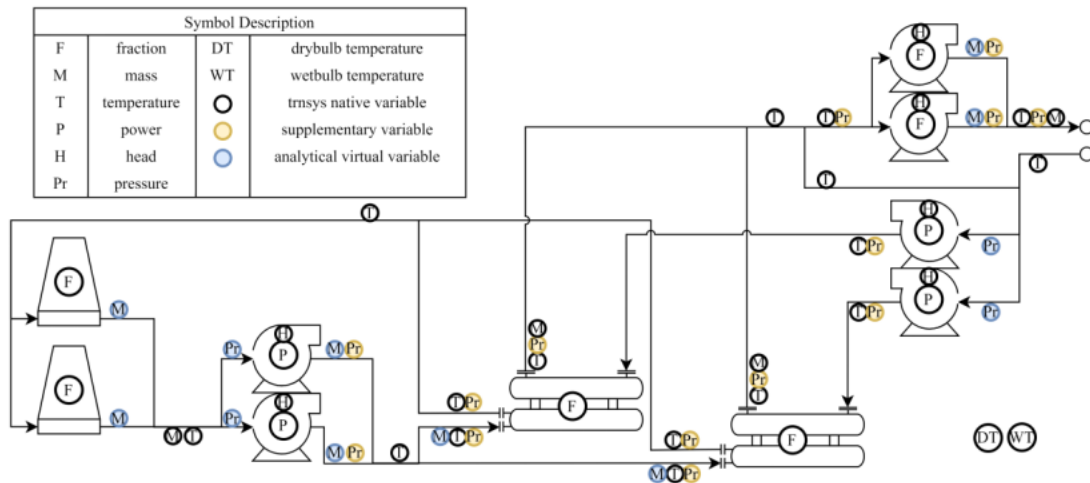 Symbol Description
F fraction DT drybulb temperature
M mass WT wetbulb temperature
T temperature trnsys native variable
P power supplementary variable
H head analytical virtual variable
Pr pressure
H
F M Pr
H
T T Pr F M Pr T Pr M
T
T
T
H
P
T Pr Pr
H
F P
M T Pr Pr
H M
Pr P M Pr Pr M
F T Pr
H T
M Pr P T Pr F
M T M Pr T M T Pr T Pr F DT WT
M T Pr